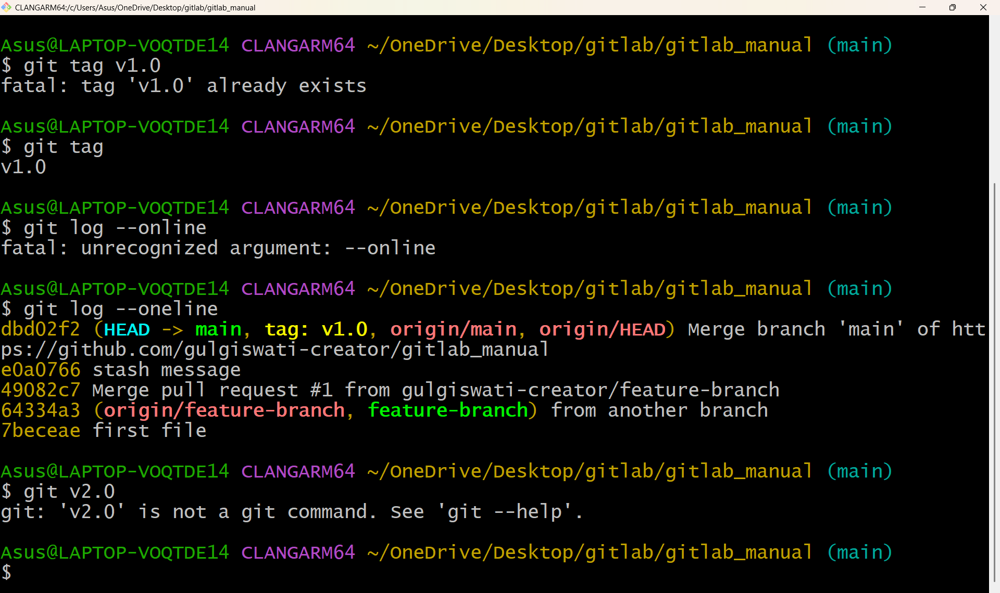 CLANGARM64:/c/Users/Asus/OneDrive/Desktop/gitlab/gitlab_manual
Asus@LAPTOP-VOQTDE14 CLANGARM64 ~/OneDrive/Desktop/gitlab/gitlab_manual (main)
$ git tag v1.0
fatal: tag 'v1.0' already exists
Asus@LAPTOP-VOQTDE14 CLANGARM64 ~/OneDrive/Desktop/gitlab/gitlab_manual (main)
$ git tag
v1.0
Asus@LAPTOP-VOQTDE14 CLANGARM64 ~/OneDrive/Desktop/gitlab/gitlab_manual (main)
$ git log --online
fatal: unrecognized argument: --online
Asus@LAPTOP-VOQTDE14 CLANGARM64 ~/OneDrive/Desktop/gitlab/gitlab_manual (main)
$ git log --oneline
dbd02f2 (HEAD -> main, tag: v1.0, origin/main, origin/HEAD) Merge branch 'main' of htt
ps://github.com/gulgiswati-creator/gitlab_manual
e0a0766 stash message
49082c7 Merge pull request #1 from gulgiswati-creator/feature-branch
64334a3 (origin/feature-branch, feature-branch) from another branch
7beceae first file
Asus@LAPTOP-VOQTDE14 CLANGARM64 ~/OneDrive/Desktop/gitlab/gitlab_manual (main)
$ git v2.0
git: 'v2.0' is not a git command. See 'git --help'.
Asus@LAPTOP-VOQTDE14 CLANGARM64 ~/OneDrive/Desktop/gitlab/gitlab_manual (main)
$